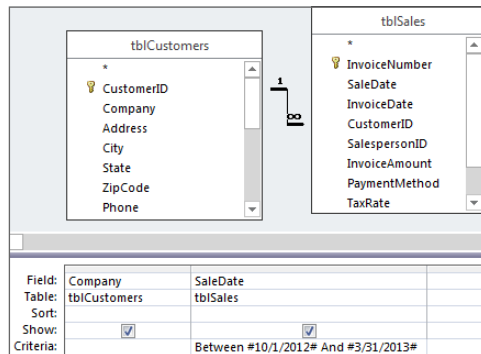 tblCustomers
*
CustomerID
Company
Address
City
State
ZipCode
Phone
1
∞
tblSales
*
InvoiceNumber
SaleDate
InvoiceDate
CustomerID
SalespersonID
InvoiceAmount
PaymentMethod
TaxRate
Field: Company SaleDate
Table: tblCustomers tblSales
Sort:
Show:
Criteria: Between #10/1/2012# And #3/31/2013#